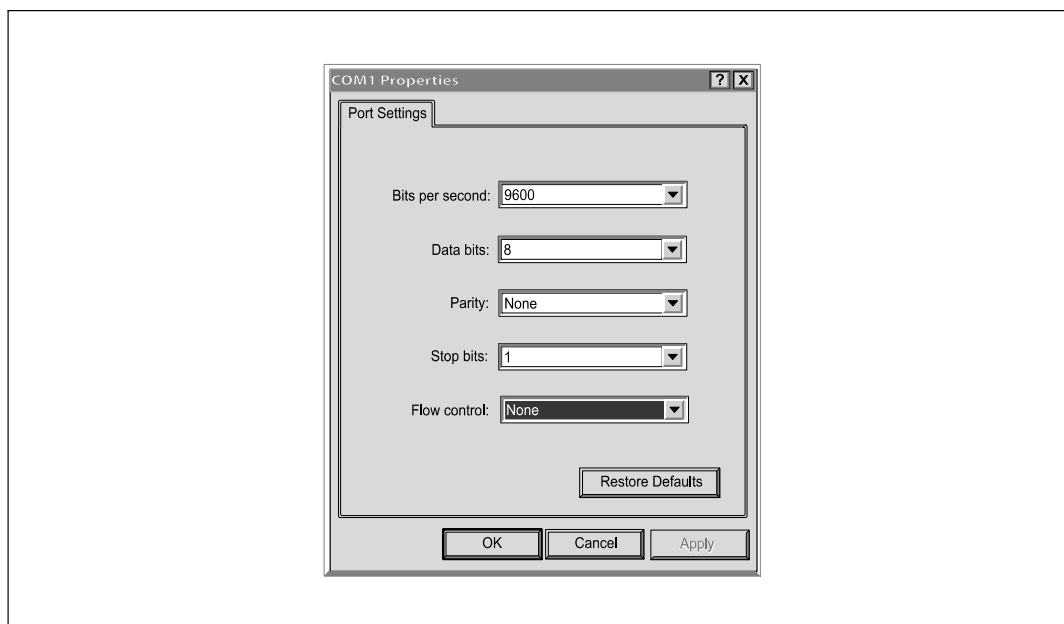 COM1 Properties
? X
Port Settings
Bits per second: 9600
Data bits: 8
Parity: None
Stop bits: 1
Flow control: None
Restore Defaults
OK Cancel Apply